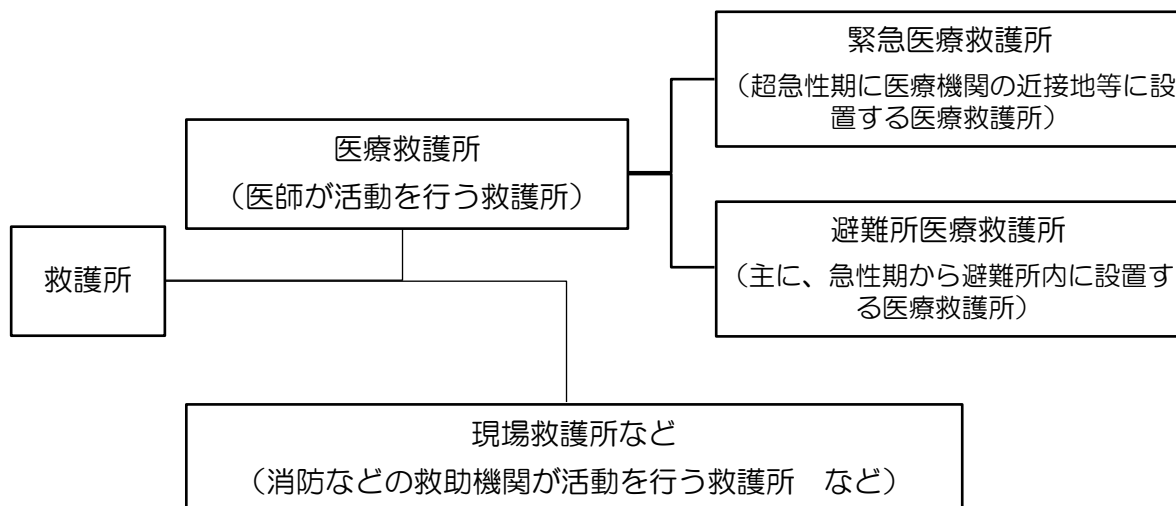 緊急医療救護所
（超急性期に医療機関の近接地等に設
置する医療救護所）
医療救護所
（医師が活動を行う救護所）
避難所医療救護所
（主に、急性期から避難所内に設置す
る医療救護所）
救護所
現場救護所など
（消防などの救助機関が活動を行う救護所　など）